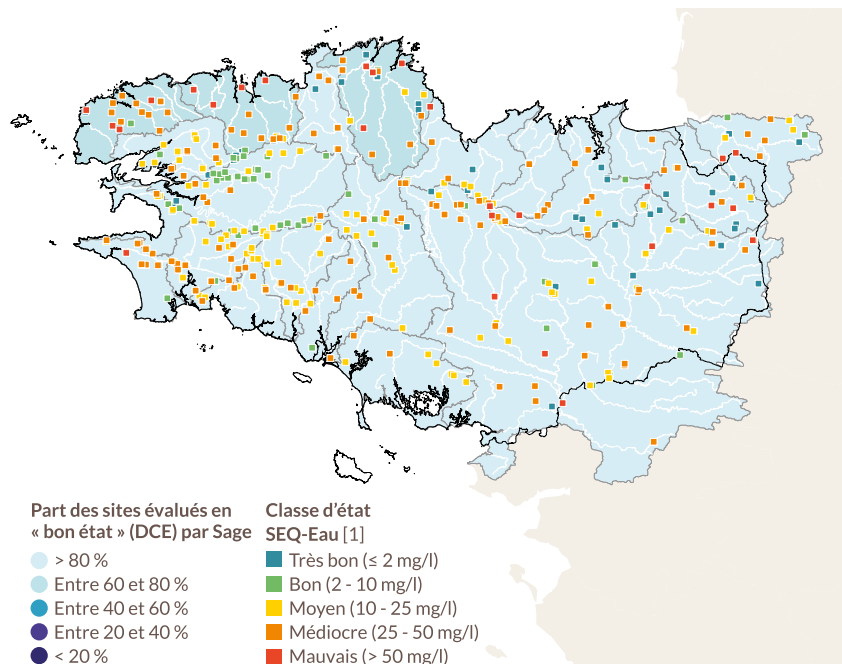 Part des sites évalués en
« bon état » (DCE) par Sage
> 80 %
Entre 60 et 80 %
Entre 40 et 60 %
Entre 20 et 40 %
< 20 %
Classe d’état
SEQ-Eau [1]
Très bon (≤ 2 mg/l)
Bon (2 - 10 mg/l)
Moyen (10 - 25 mg/l)
Médiocre (25 - 50 mg/l)
Mauvais (> 50 mg/l)